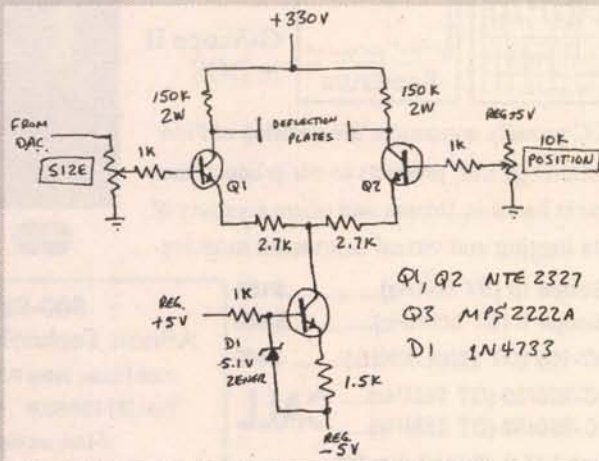 C-Scope II
+330V
150K
2W
150K
2W
DEFLECTION
PLATES
FROM
DAC
SIZE
1K
Q1
Q2
1K
REG +5V
10K
POSITION
2.7K
2.7K
Q1, Q2 NTE 2327
Q3 MPS2222A
D1 1N4733
REG.
+5V
1K
D1
5.1V
ZENER
1.5K
REG.
-5V